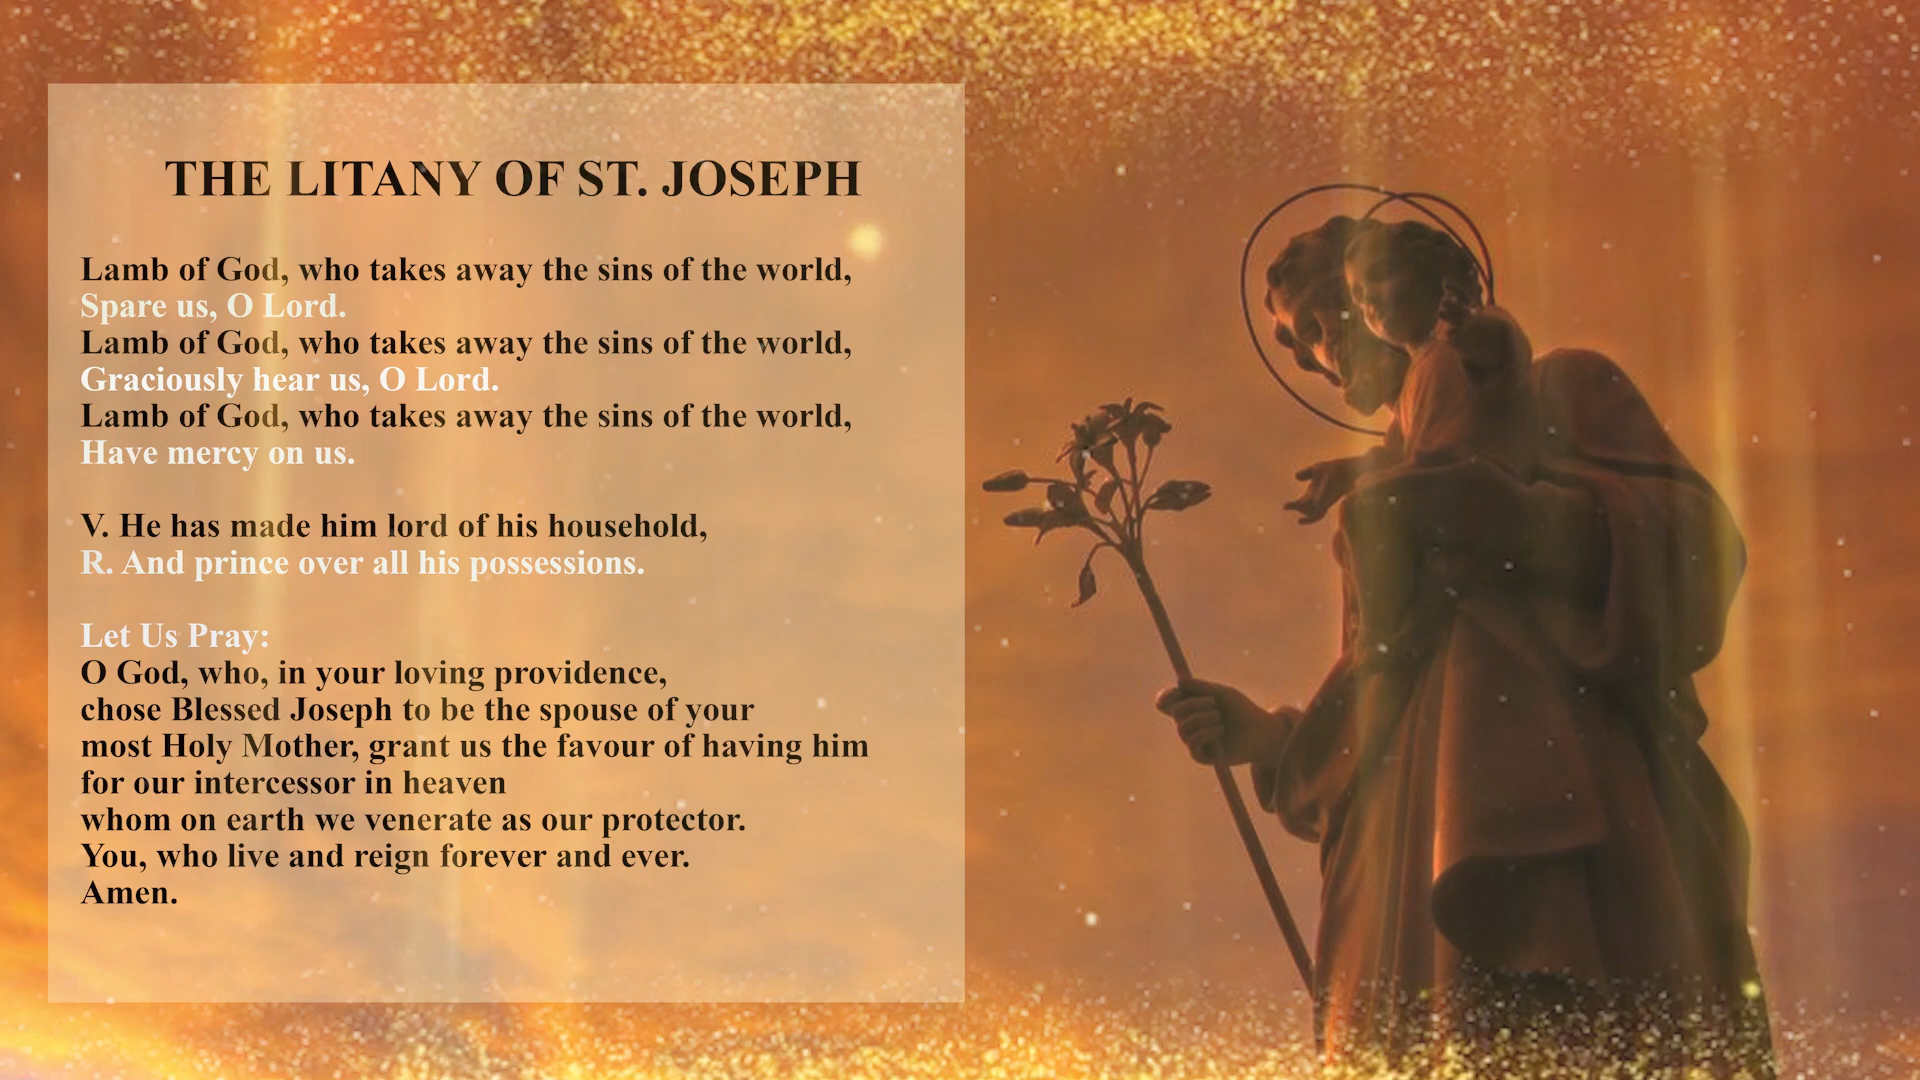 THE LITANY OF ST. JOSEPH
Lamb of God, who takes away the sins of the world,
Spare us, O Lord.
Lamb of God, who takes away the sins of the world,
Graciously hear us, O Lord.
Lamb of God, who takes away the sins of the world,
Have mercy on us.
V. He has made him lord of his household,
R. And prince over all his possessions.
Let Us Pray:
O God, who, in your loving providence,
chose Blessed Joseph to be the spouse of your
most Holy Mother, grant us the favour of having him
for our intercessor in heaven
whom on earth we venerate as our protector.
You, who live and reign forever and ever.
Amen.